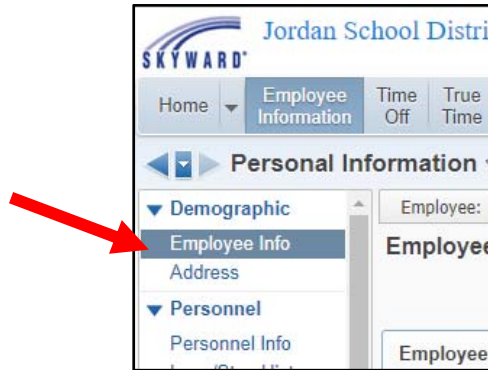 Jordan School Distri
SKYWARD
Home Employee Information Time Off True Time
Personal Information
Demographic
Employee:
Employee Info
Employee
Address
Personnel
Personnel Info
Employee